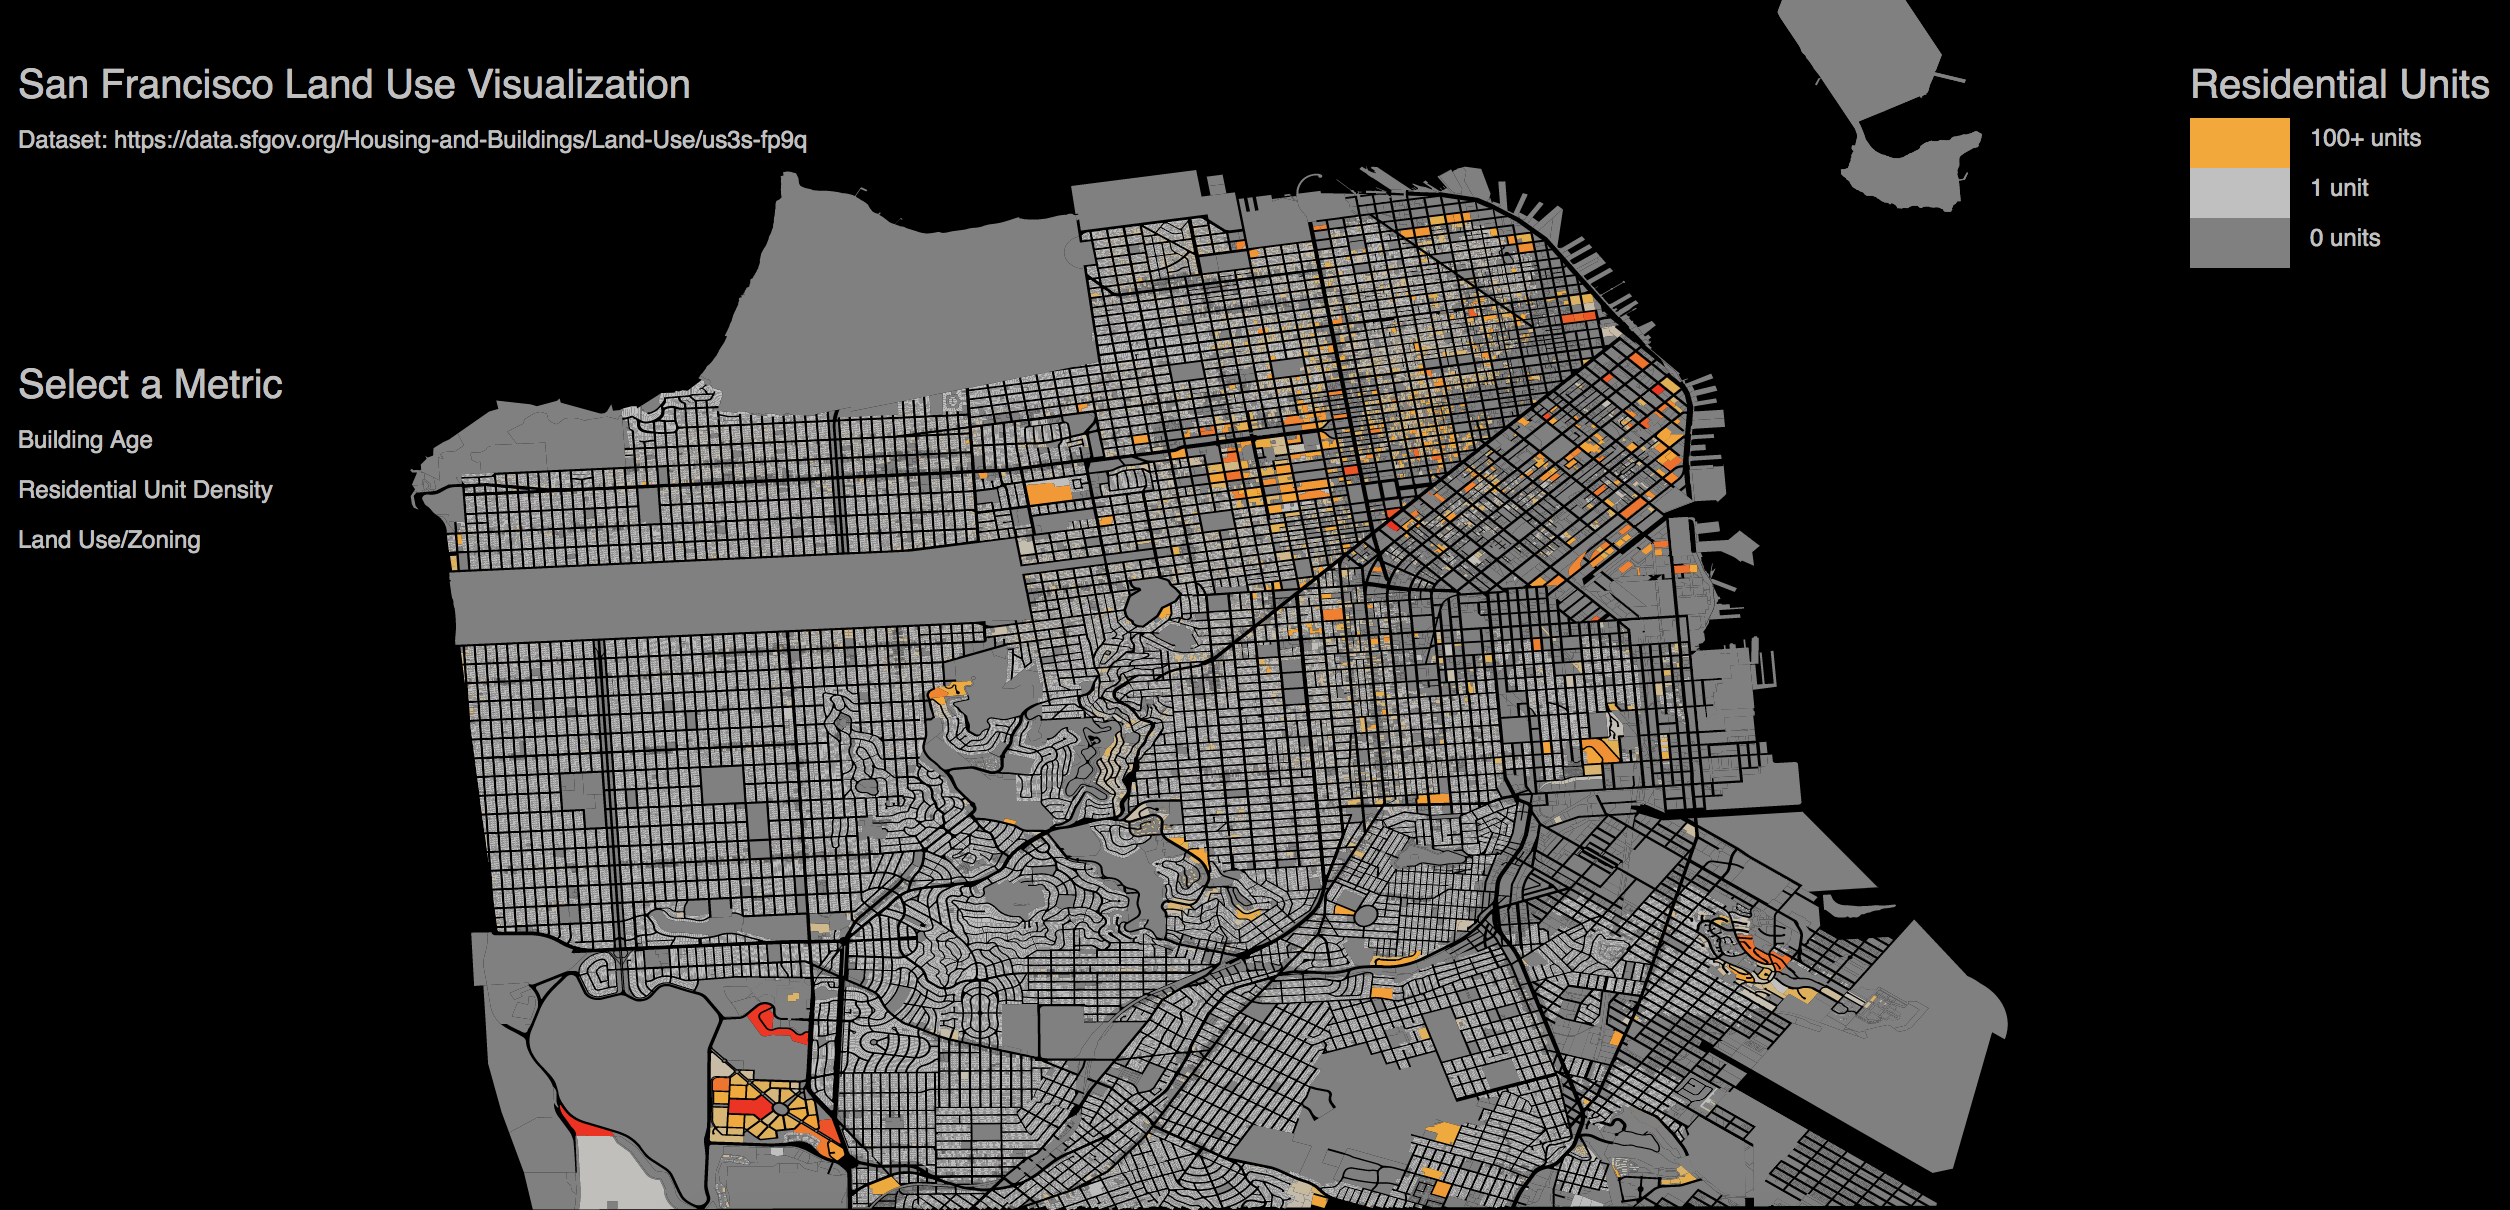 San Francisco Land Use Visualization
Dataset: https://data.sfgov.org/Housing-and-Buildings/Land-Use/us3s-fp9q
Select a Metric
Building Age
Residential Unit Density
Land Use/Zoning
Residential Units
100+ units
1 unit
0 units